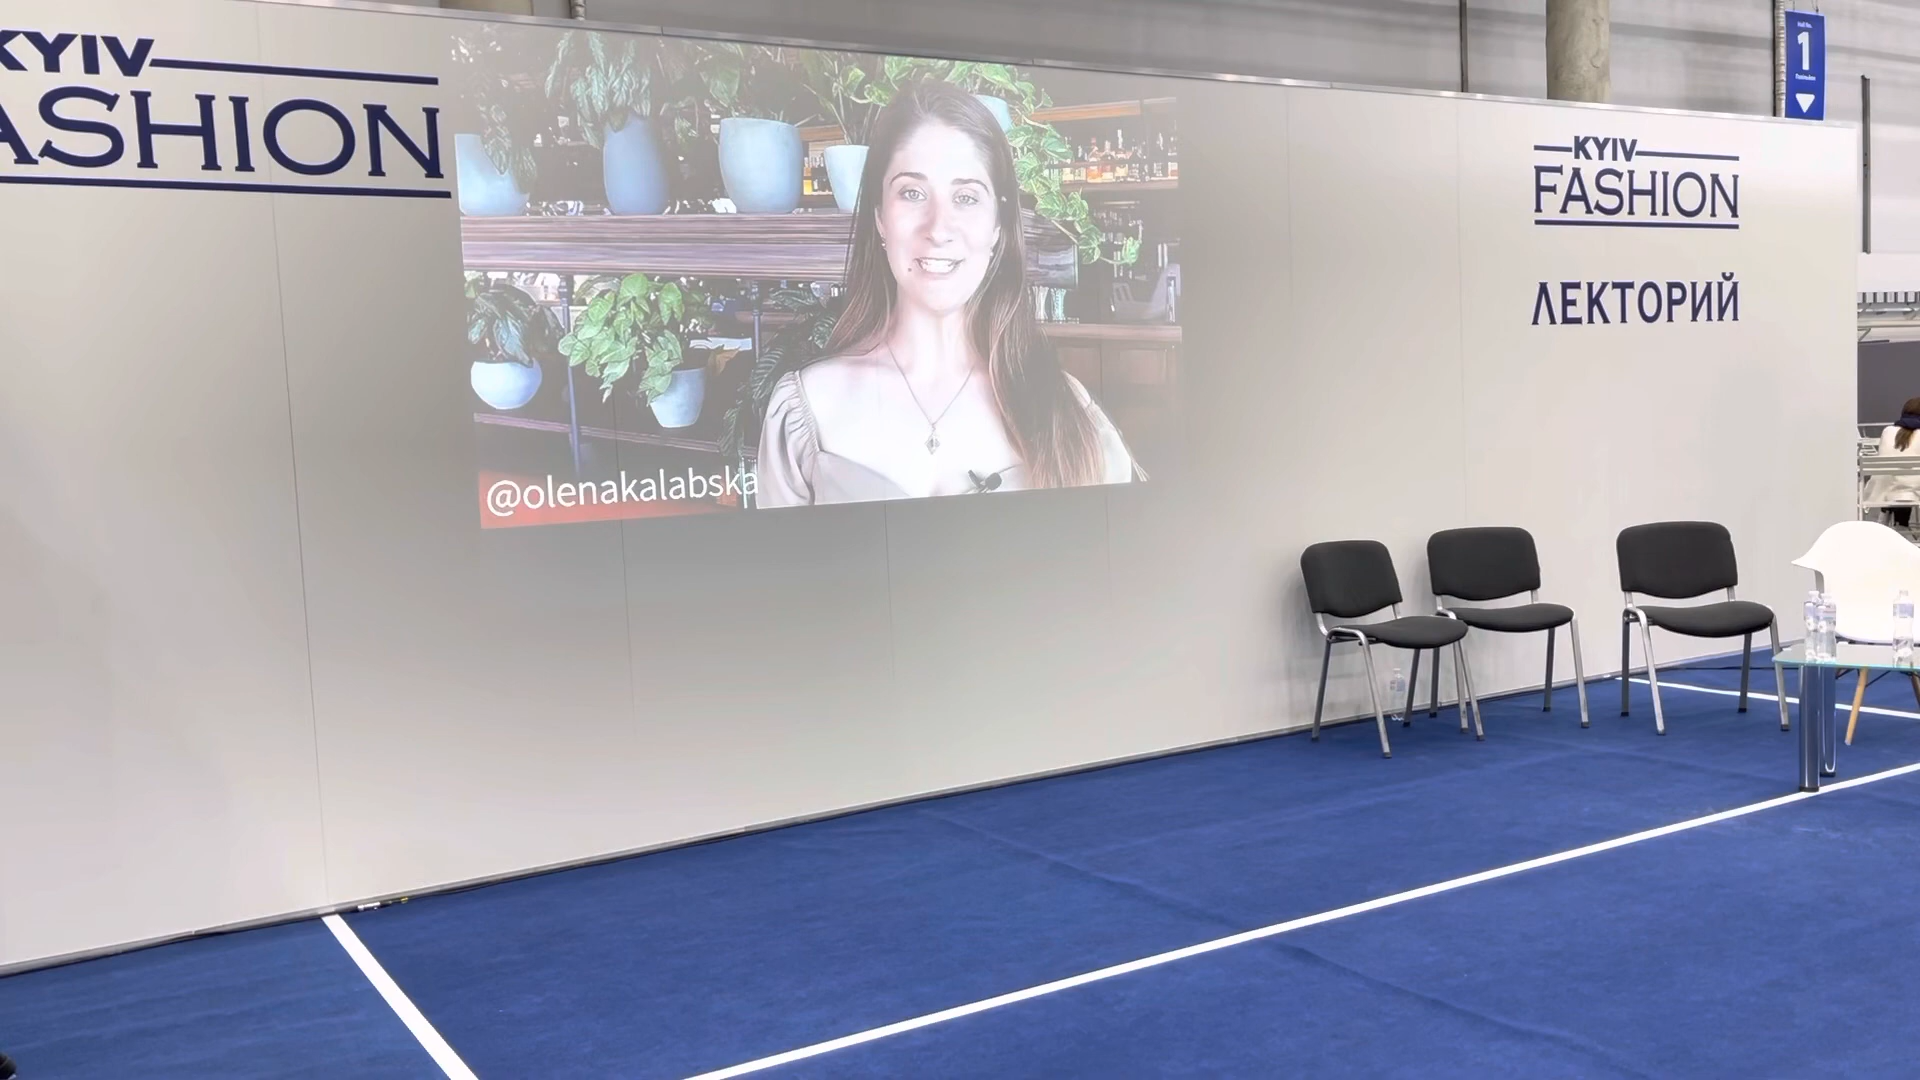 KYIV
FASHION
@olenakalabska
KYIV
FASHION
ЛЕКТОРИЙ
1